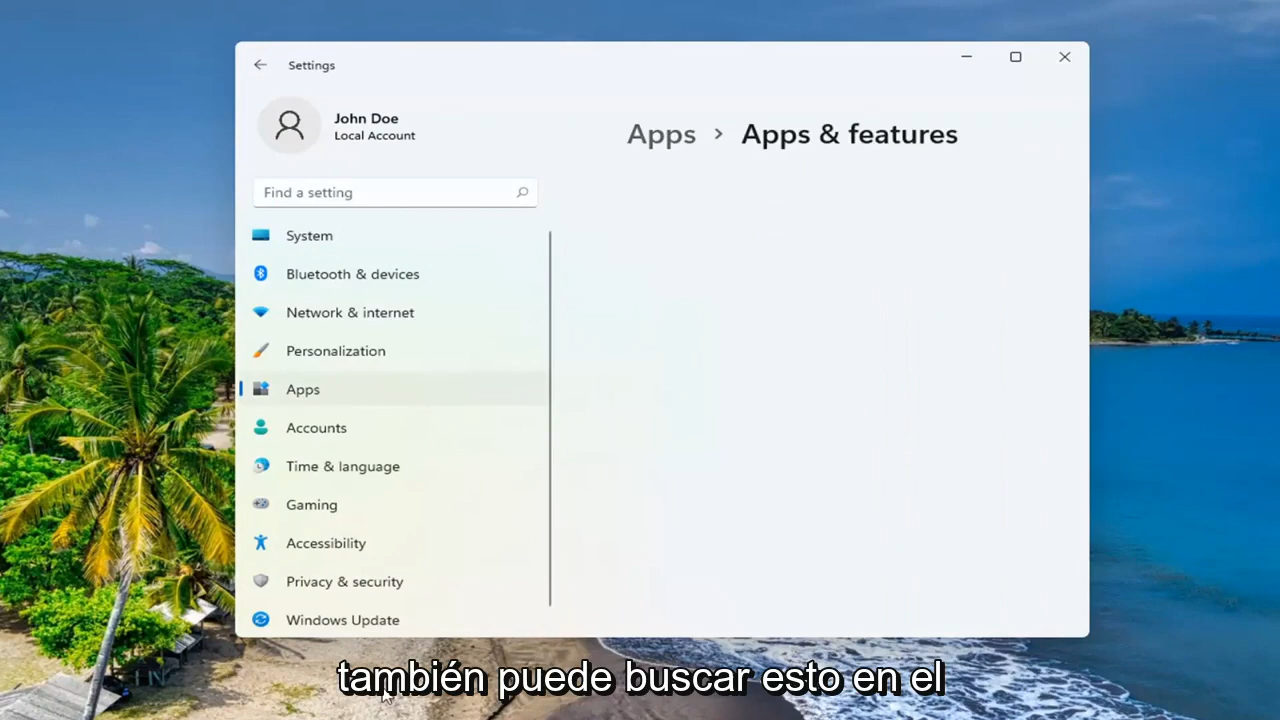 Settings
John Doe
Local Account
Apps > Apps & features
Find a setting
System
Bluetooth & devices
Network & internet
Personalization
Apps
Accounts
Time & language
Gaming
Accessibility
Privacy & security
Windows Update
también puede buscar esto en el